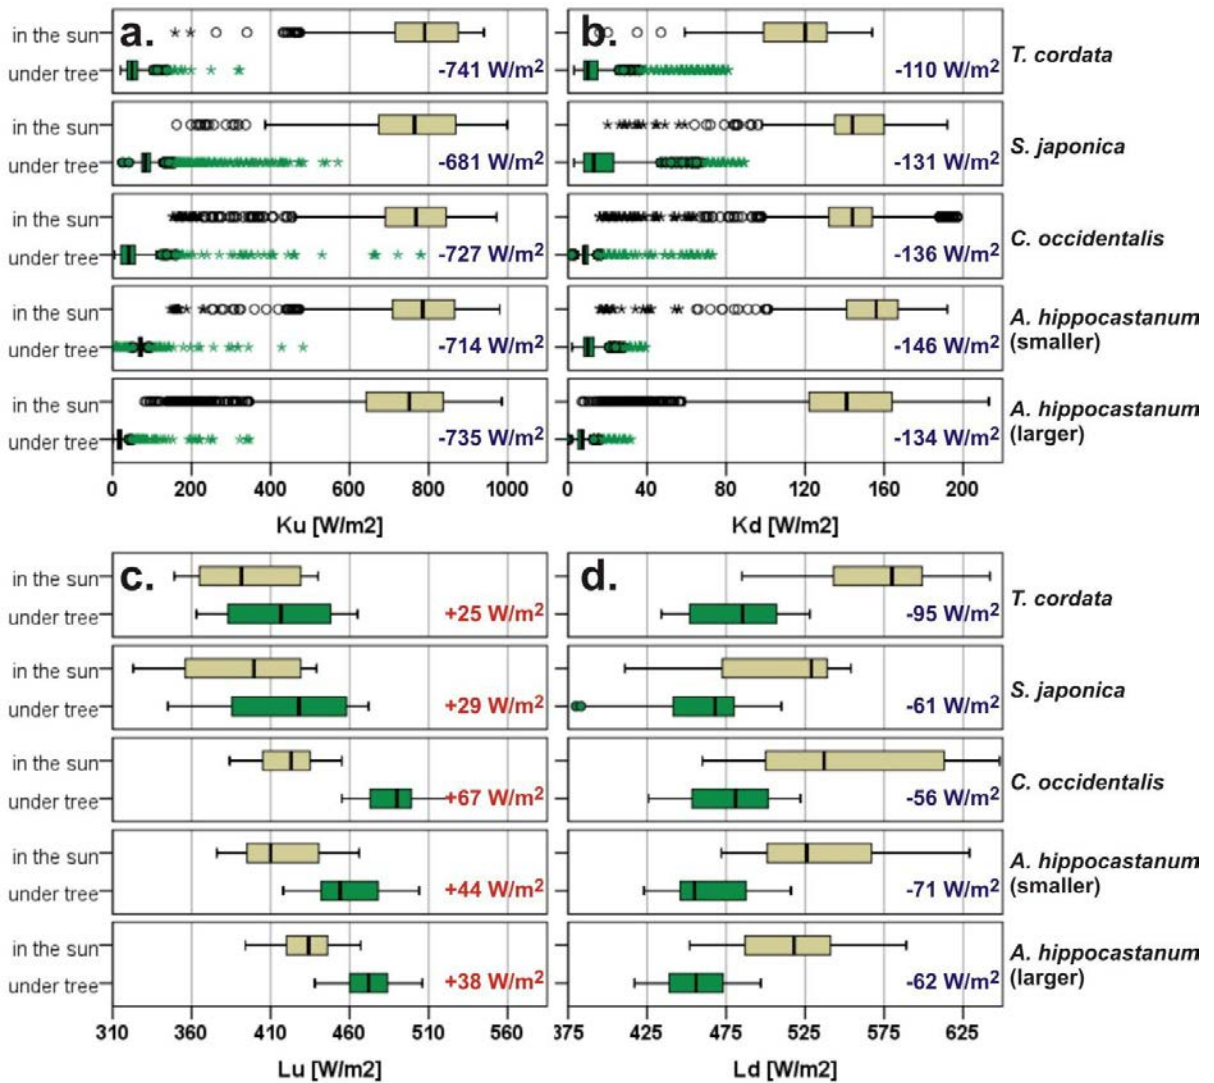 a.
b.
in the sun
under tree
-741 W/m²
-110 W/m²
T. cordata
in the sun
under tree
-681 W/m²
-131 W/m²
S. japonica
in the sun
under tree
-727 W/m²
-136 W/m²
C. occidentalis
in the sun
under tree
-714 W/m²
-146 W/m²
A. hippocastanum
(smaller)
in the sun
under tree
-735 W/m²
-134 W/m²
A. hippocastanum
(larger)
0 200 400 600 800 1000
0 40 80 120 160 200
Ku [W/m2]
Kd [W/m2]
c.
d.
in the sun
under tree
+25 W/m²
-95 W/m²
T. cordata
in the sun
under tree
+29 W/m²
-61 W/m²
S. japonica
in the sun
under tree
+67 W/m²
-56 W/m²
C. occidentalis
in the sun
under tree
+44 W/m²
-71 W/m²
A. hippocastanum
(smaller)
in the sun
under tree
+38 W/m²
-62 W/m²
A. hippocastanum
(larger)
310 360 410 460 510 560
375 425 475 525 575 625
Lu [W/m2]
Ld [W/m2]